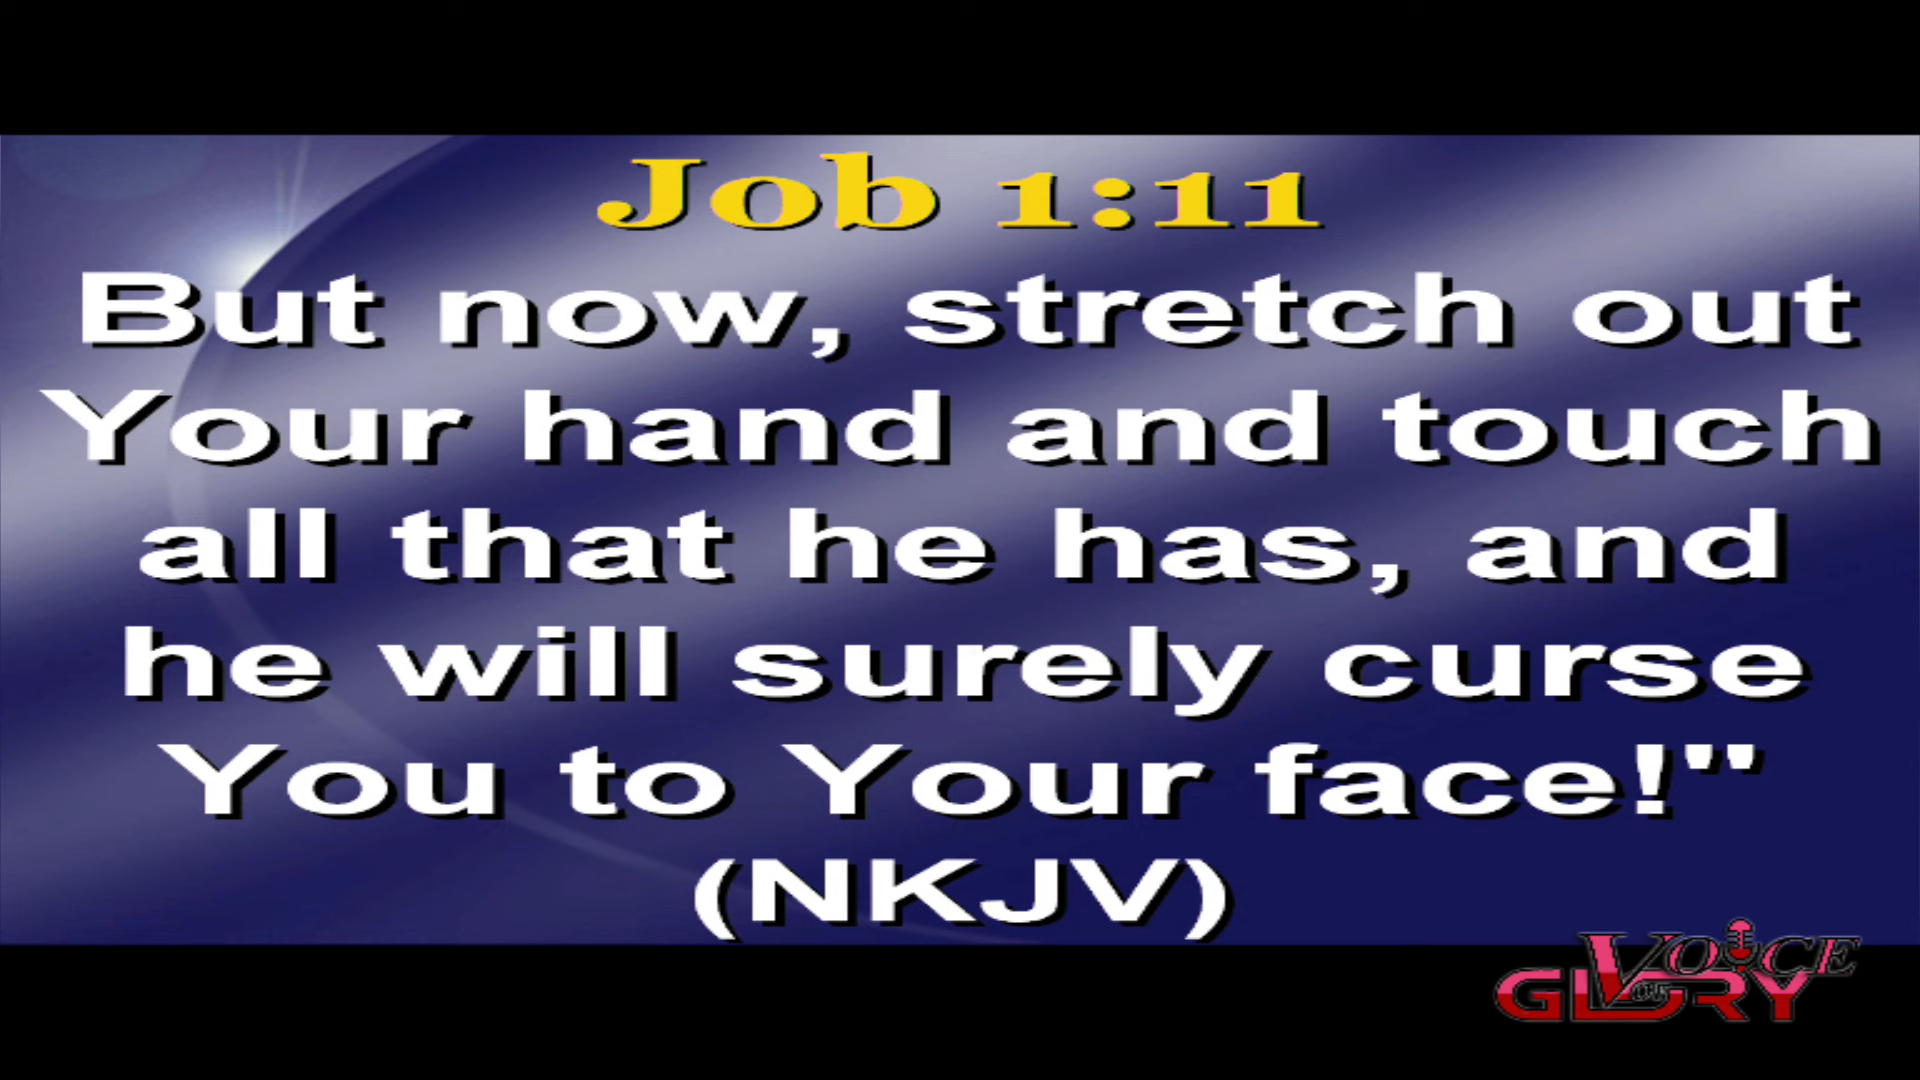 Job 1:11
But now, stretch out
Your hand and touch
all that he has, and
he will surely curse
You to Your face!"
(NKJV)
VOICE
OF
GLORY